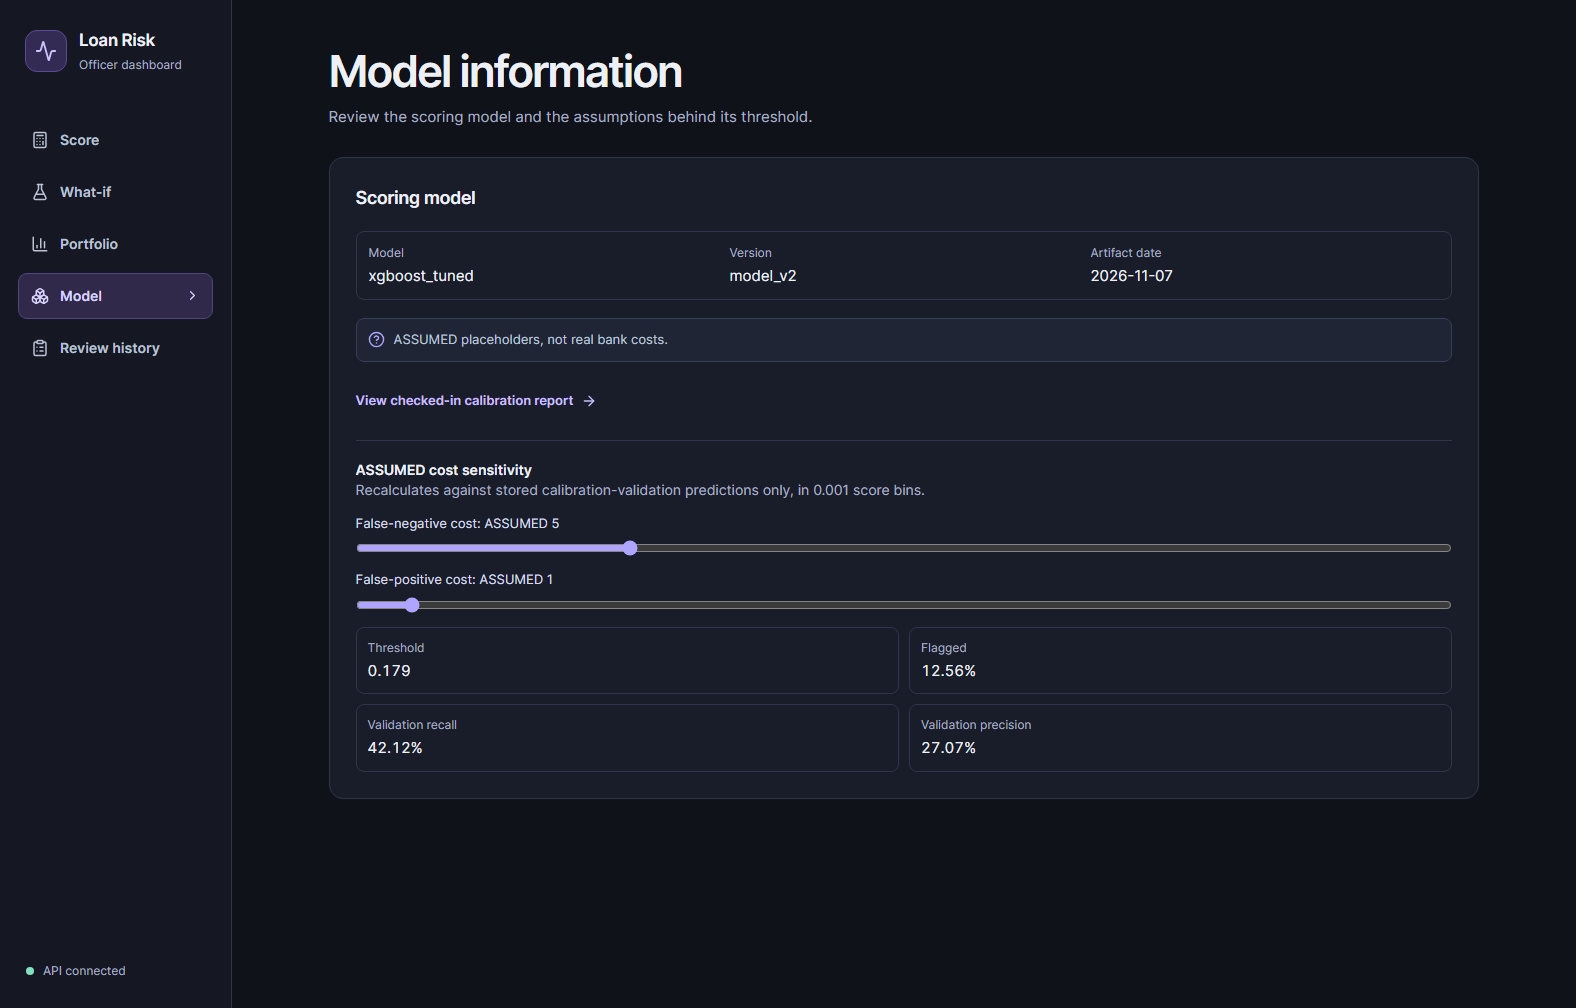 Loan Risk
Officer dashboard
Score
What-if
Portfolio
Model
Review history
API connected
Model information
Review the scoring model and the assumptions behind its threshold.
Scoring model
Model
xgboost_tuned
Version
model_v2
Artifact date
2026-11-07
ASSUMED placeholders, not real bank costs.
View checked-in calibration report
ASSUMED cost sensitivity
Recalculates against stored calibration-validation predictions only, in 0.001 score bins.
False-negative cost: ASSUMED 5
False-positive cost: ASSUMED 1
Threshold
0.179
Flagged
12.56%
Validation recall
42.12%
Validation precision
27.07%